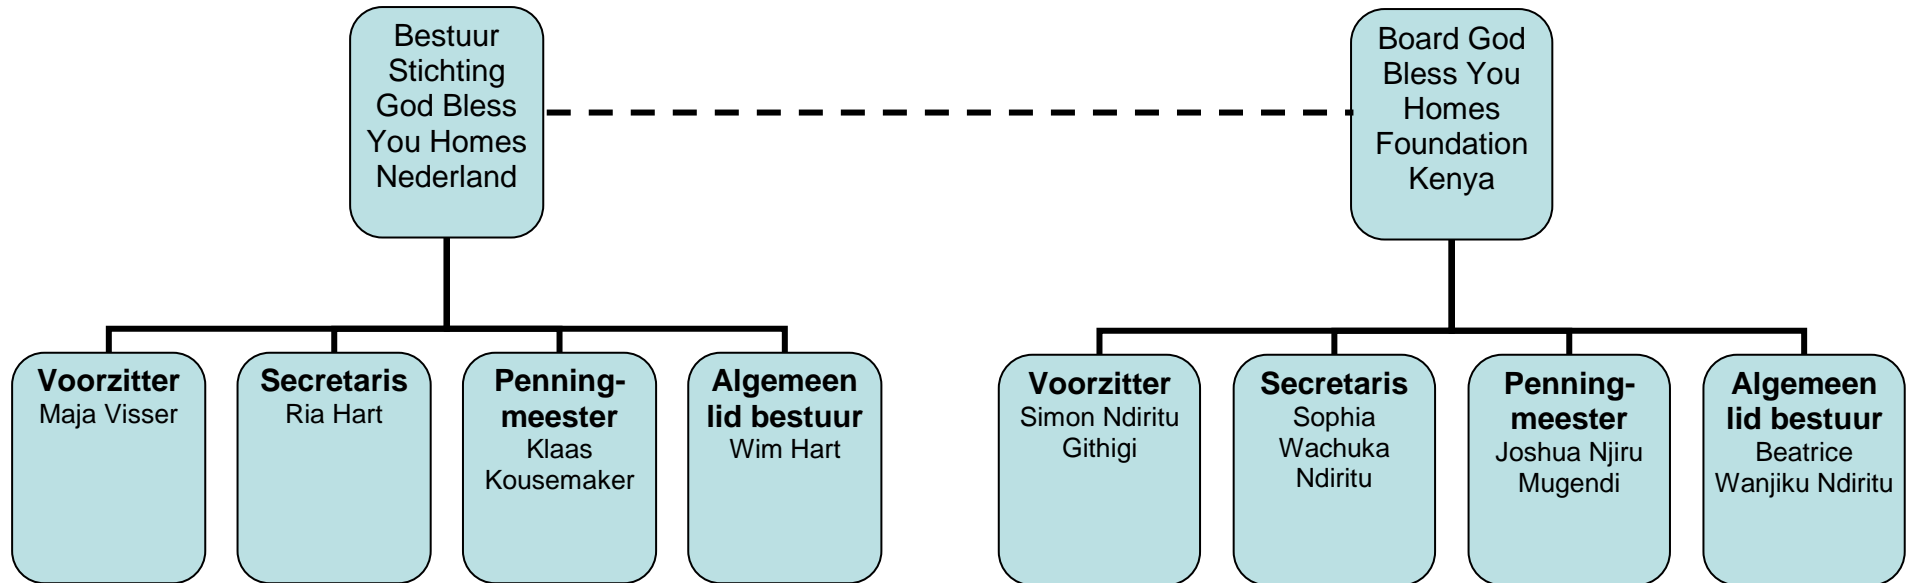 Bestuur
Stichting
God Bless
You Homes
Nederland
Board God
Bless You
Homes
Foundation
Kenya
Voorzitter
Maja Visser
Secretaris
Ria Hart
Penning-
meester
Klaas
Kousemaker
Algemeen
lid bestuur
Wim Hart
Voorzitter
Simon Ndiritu
Githigi
Secretaris
Sophia
Wachuka
Ndiritu
Penning-
meester
Joshua Njiru
Mugendi
Algemeen
lid bestuur
Beatrice
Wanjiku Ndiritu